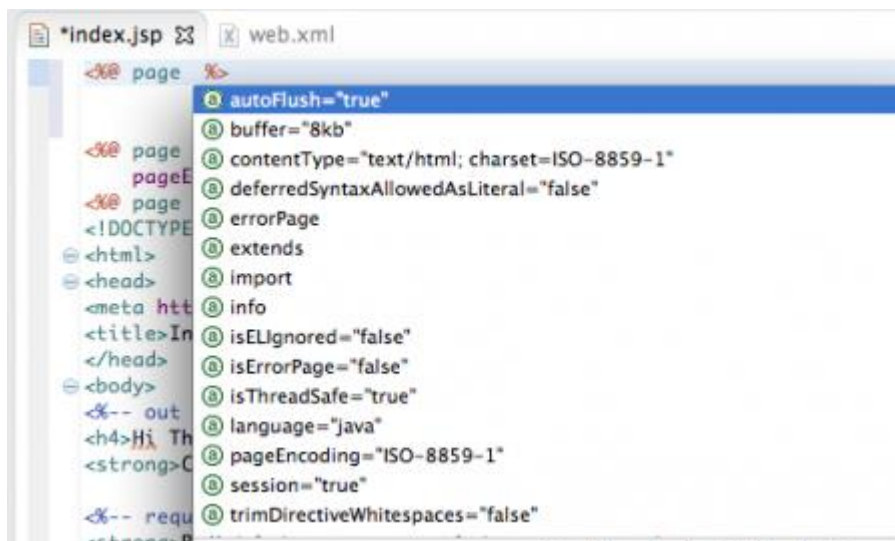 *index.jsp web.xml
<%@ page %>
autoFlush="true"
buffer="8kb"
<%@ page
contentType="text/html; charset=ISO-8859-1"
pageE
deferredSyntaxAllowedAsLiteral="false"
<%@ page
errorPage
<!DOCTYPE
extends
<html>
import
<head>
info
<meta htt
isELIgnored="false"
<title>In
isErrorPage="false"
</head>
isThreadSafe="true"
<body>
language="java"
<%-- out
pageEncoding="ISO-8859-1"
<h4>Hi Th
session="true"
<strong>C
trimDirectiveWhitespaces="false"
<%-- requ